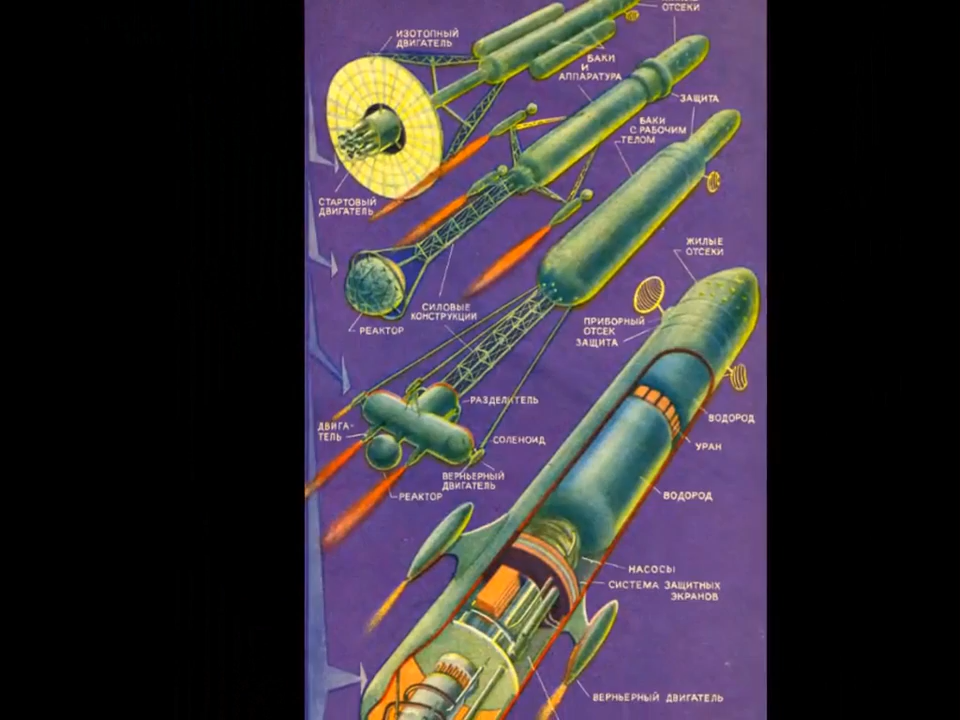 ОТСЕКИ
ИЗОТОПНЫЙ
ДВИГАТЕЛЬ
БАКИ
И
АППАРАТУРА
ЗАЩИТА
БАКИ
С РАБОЧИМ
ТЕЛОМ
СТАРТОВЫЙ
ДВИГАТЕЛЬ
ЖИЛЫЕ
ОТСЕКИ
СИЛОВЫЕ
КОНСТРУКЦИИ
РЕАКТОР
ПРИБОРНЫЙ
ОТСЕК
ЗАЩИТА
РАЗДЕЛИТЕЛЬ
ВОДОРОД
ДВИГА-
ТЕЛЬ
СОЛЕНОИД
УРАН
ВЕРНЬЕРНЫЙ
ДВИГАТЕЛЬ
РЕАКТОР
ВОДОРОД
НАСОСЫ
СИСТЕМА ЗАЩИТНЫХ
ЭКРАНОВ
ВЕРНЬЕРНЫЙ ДВИГАТЕЛЬ